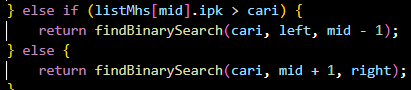 } else if (listMhs[mid].ipk > cari) {
return findBinarySearch(cari, left, mid - 1);
} else {
return findBinarySearch(cari, mid + 1, right);
}